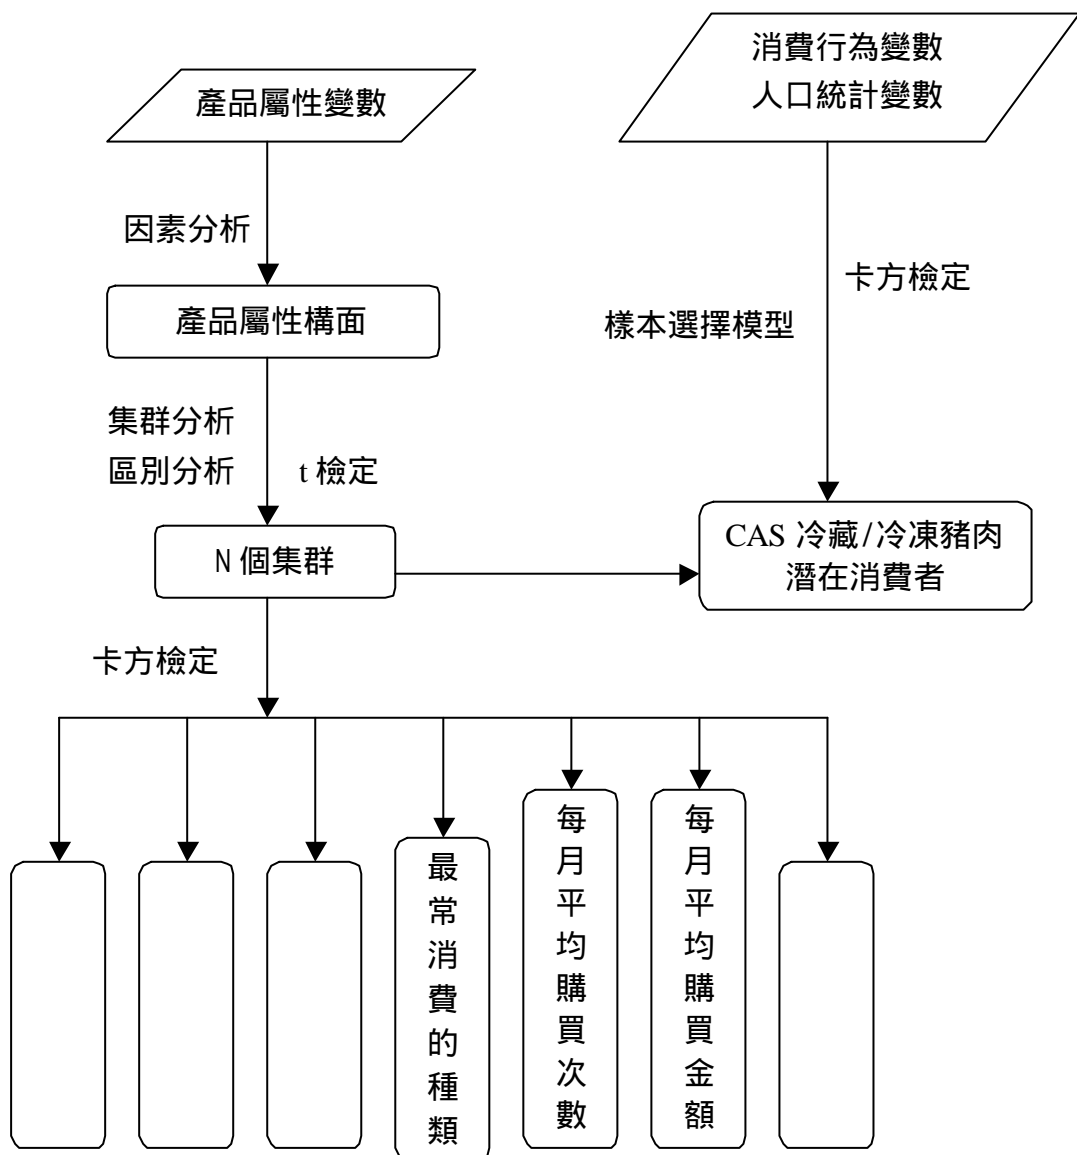 產品屬性變數
消費行為變數
人口統計變數
因素分析
卡方檢定
產品屬性構面
樣本選擇模型
集群分析
區別分析
t 檢定
N 個集群
CAS 冷藏/冷凍豬肉
潛在消費者
卡方檢定
最常消費的種類
每月平均購買次數
每月平均購買金額